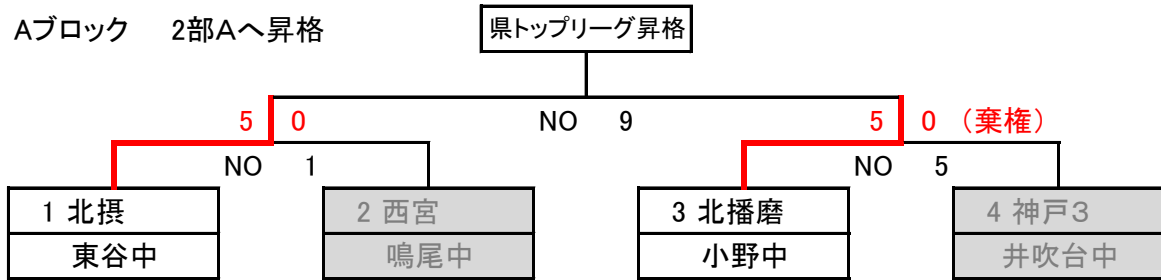 Aブロック　2部Aへ昇格
県トップリーグ昇格
5 0 NO 9 5 0 （棄権）
NO 1 NO 5
1 北摂 2 西宮 3 北播磨 4 神戸3
東谷中 鳴尾中 小野中 井吹台中